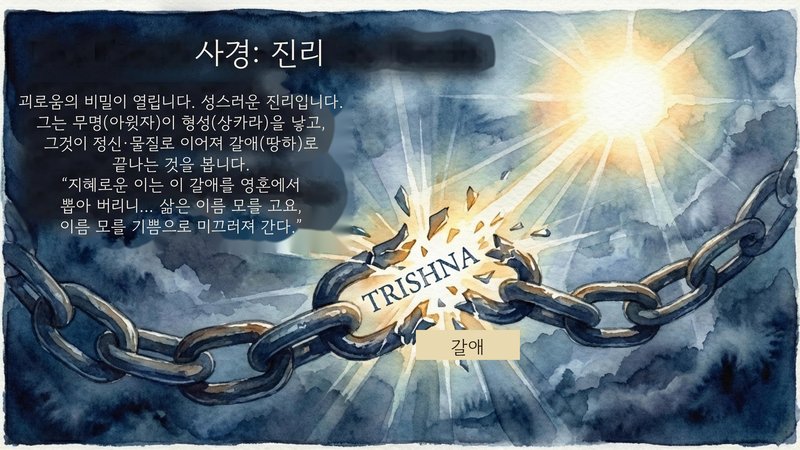 사경: 진리
괴로움의 비밀이 열립니다. 성스러운 진리입니다.
그는 무명(아윗자)이 형성(상카라)을 낳고,
그것이 정신·물질로 이어져 갈애(땅하)로
끝나는 것을 봅니다.
“지혜로운 이는 이 갈애를 영혼에서
뽑아 버리니... 삶은 이름 모를 고요,
이름 모를 기쁨으로 미끄러져 간다.”
TRISHNA
갈애